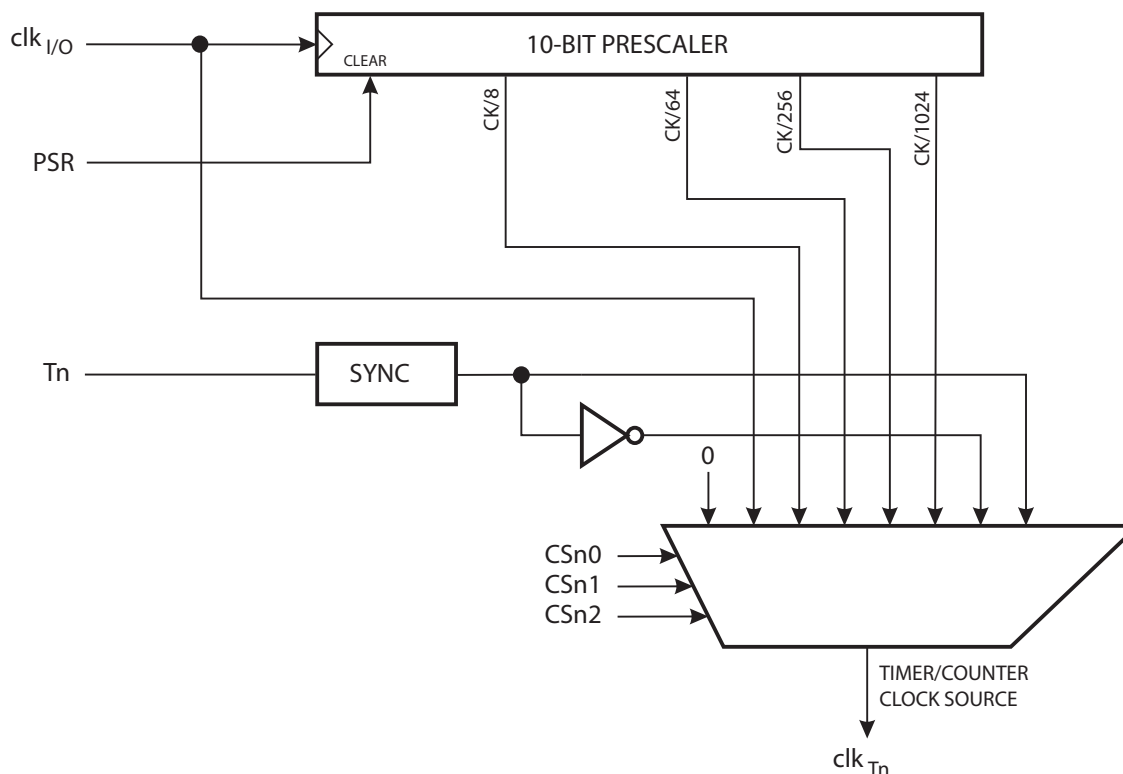 clk I/O
10-BIT PRESCALER
CLEAR
CK/8
CK/64
CK/256
CK/1024
PSR
Tn
SYNC
0
CSn0
CSn1
CSn2
TIMER/COUNTER
CLOCK SOURCE
clk Tn